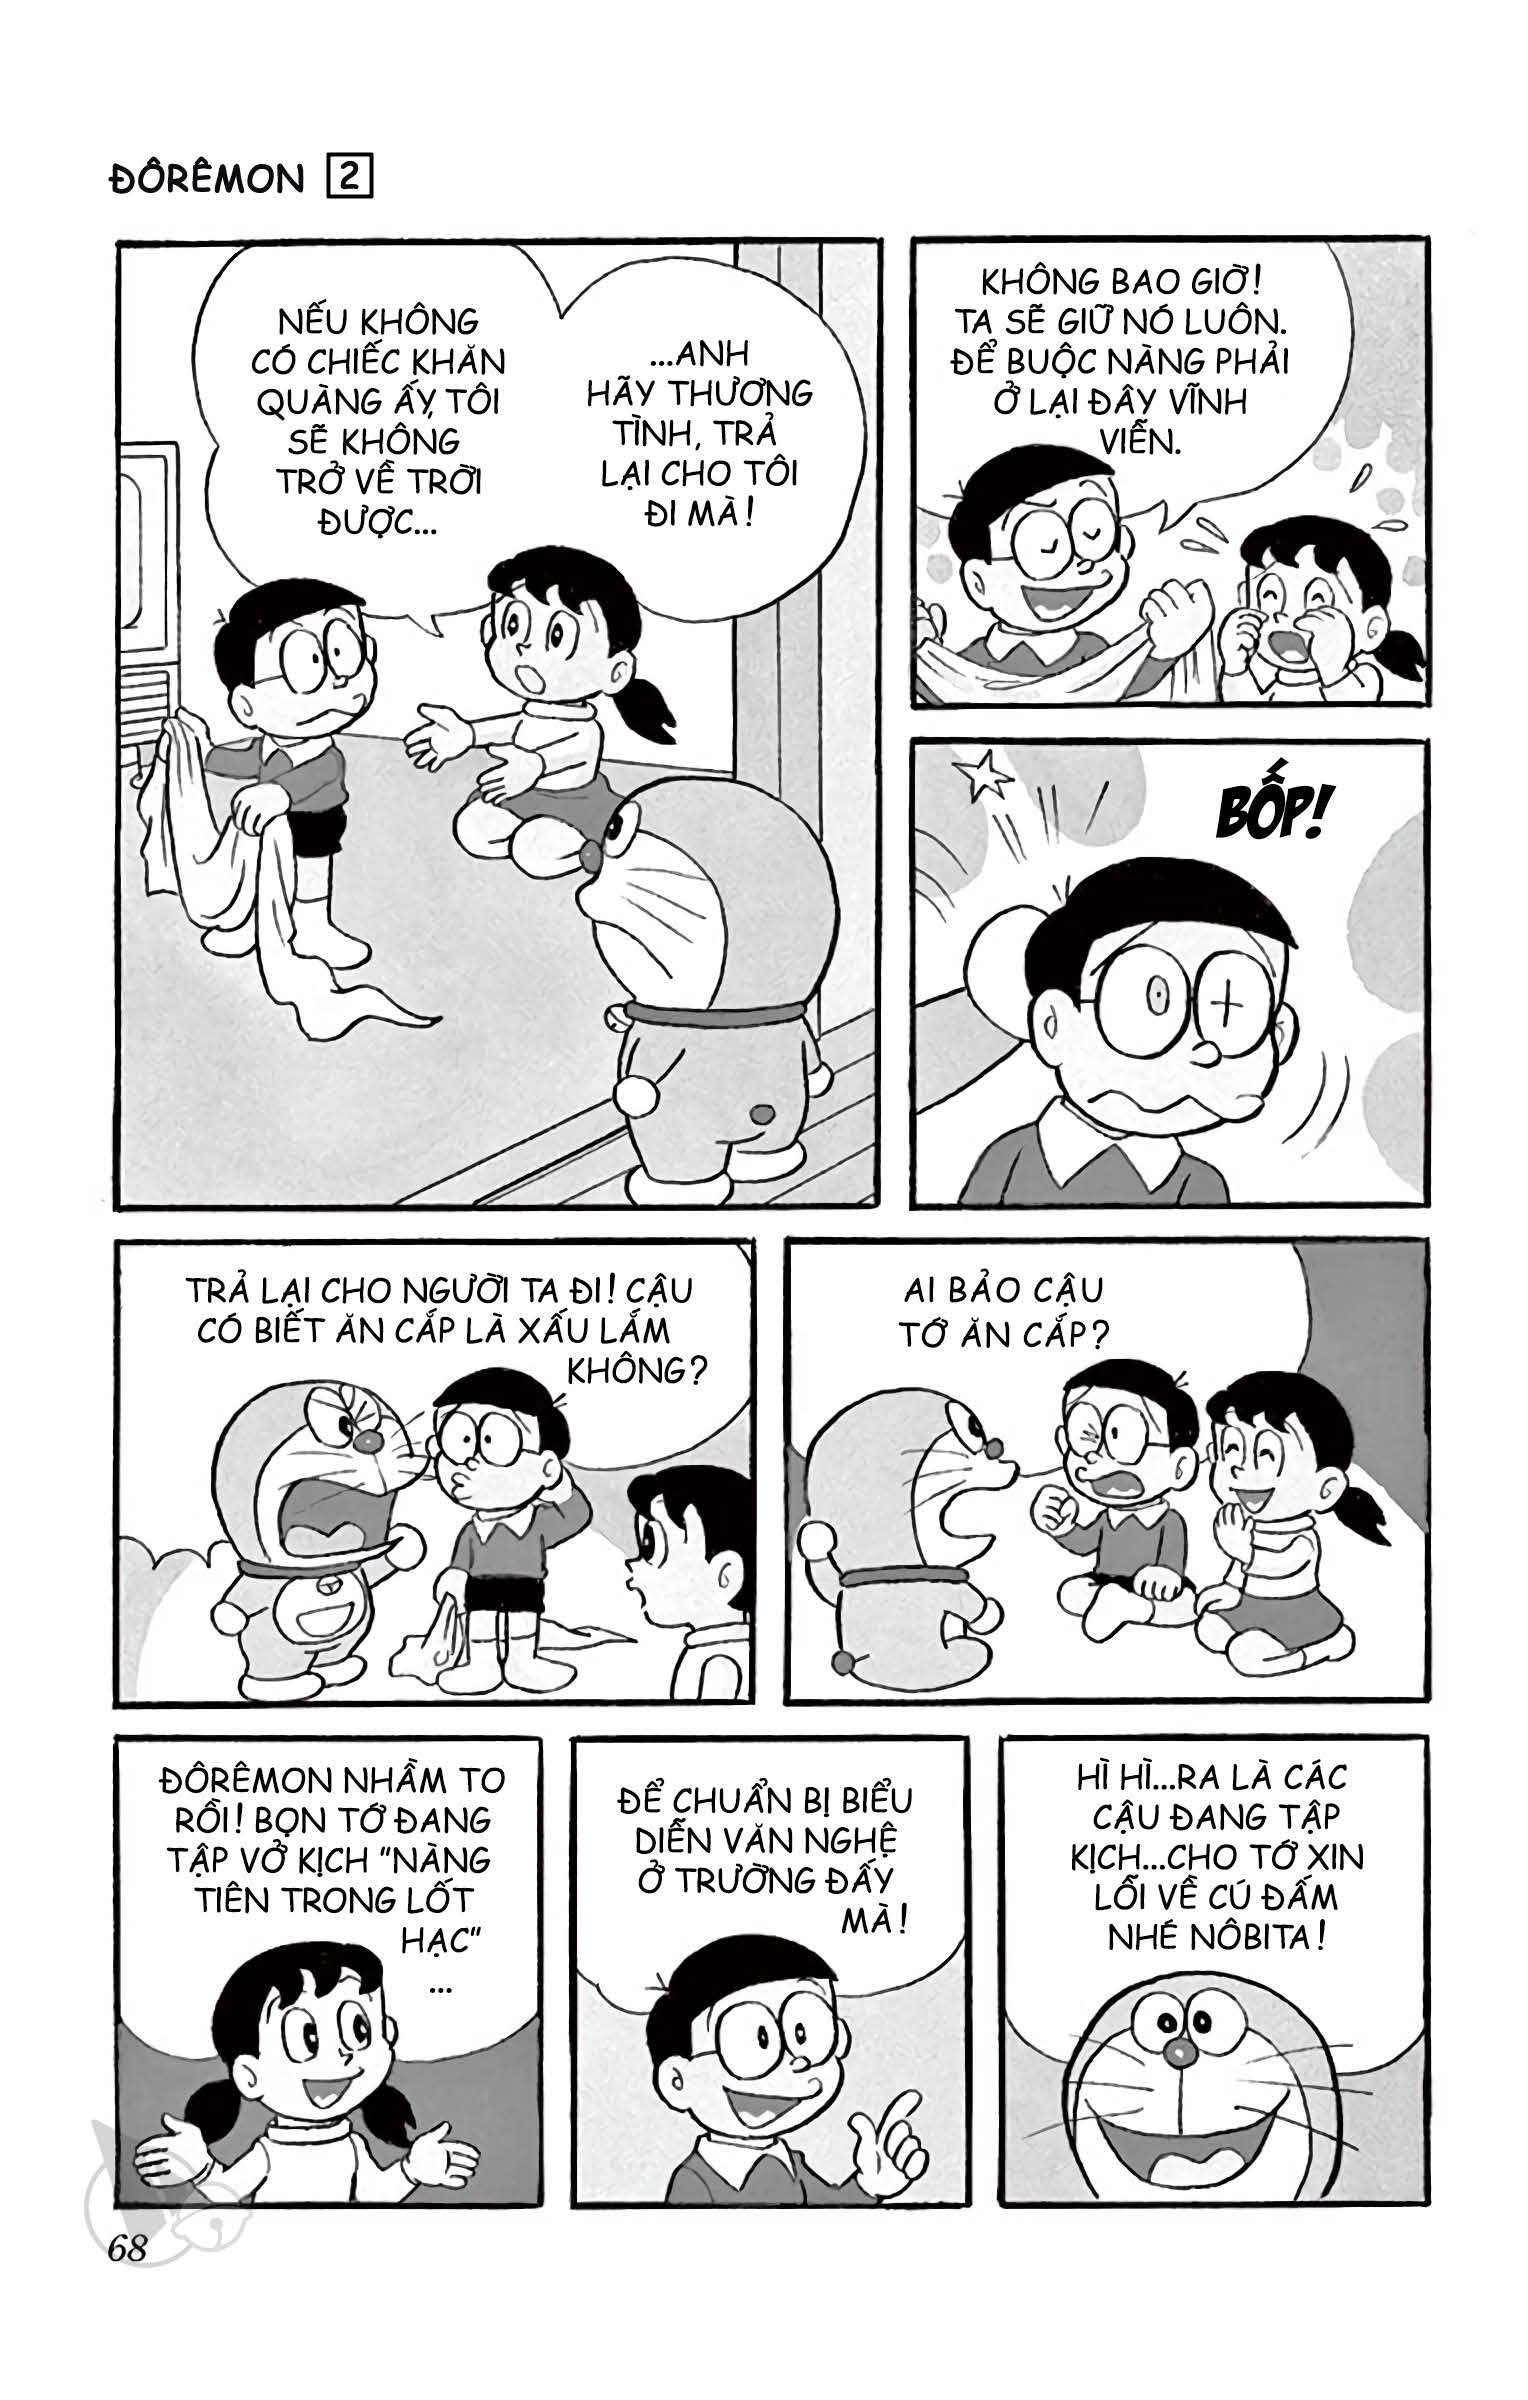 ĐÔRÊMON 2
NẾU KHÔNG
CÓ CHIẾC KHĂN
QUÀNG ẤY, TÔI
SẼ KHÔNG
TRỞ VỀ TRỜI
ĐƯỢC...
...ANH
HÃY THƯƠNG
TÌNH, TRẢ
LẠI CHO TÔI
ĐI MÀ!
KHÔNG BAO GIỜ!
TA SẼ GIỮ NÓ LUÔN.
ĐỂ BUỘC NÀNG PHẢI
Ở LẠI ĐÂY VĨNH
VIỄN.
BỐP!
TRẢ LẠI CHO NGƯỜI TA ĐI! CẬU
CÓ BIẾT ĂN CẮP LÀ XẤU LẮM
KHÔNG?
AI BẢO CẬU
TỚ ĂN CẮP?
ĐÔRÊMON NHẦM TO
RỒI! BỌN TỚ ĐANG
TẬP VỞ KỊCH "NÀNG
TIÊN TRONG LỐT
HẠC"
...
ĐỂ CHUẨN BỊ BIỂU
DIỄN VĂN NGHỆ
Ở TRƯỜNG ĐẤY
MÀ!
HÌ HÌ...RA LÀ CÁC
CẬU ĐANG TẬP
KỊCH...CHO TỚ XIN
LỖI VỀ CÚ ĐẤM
NHÉ NÔBITA!
68